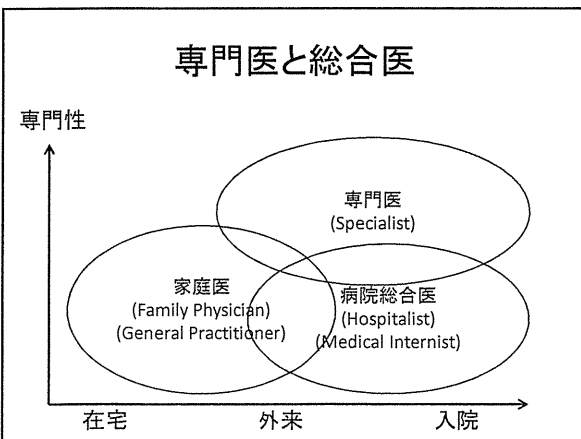 専門医と総合医
専門性
専門医
(Specialist)
家庭医
(Family Physician)
(General Practitioner)
病院総合医
(Hospitalist)
(Medical Internist)
在宅
外来
入院